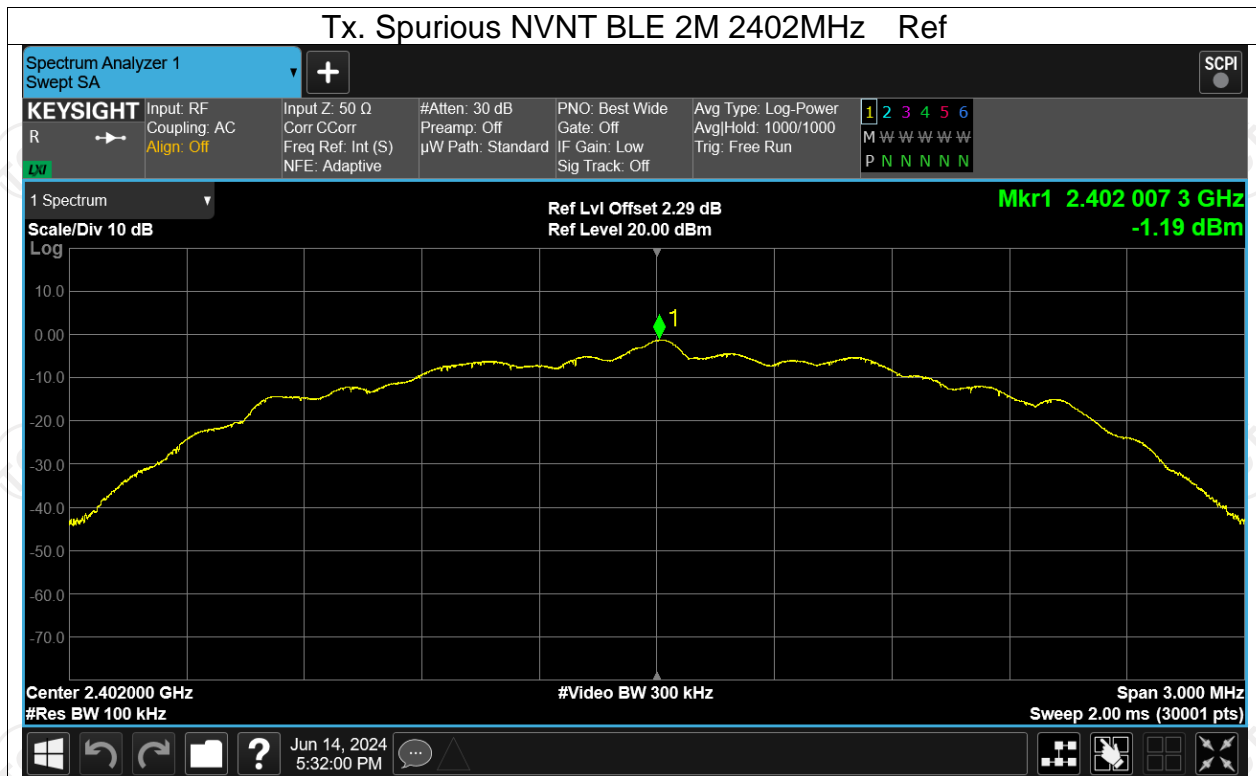 Tx. Spurious NVNT BLE 2M 2402MHz Ref
Spectrum Analyzer 1
Swept SA
+
SCPI
KEYSIGHT
R
LXI
Input: RF
Coupling: AC
Align: Off
Input Z: 50 Ω
Corr CCorr
Freq Ref: Int (S)
NFE: Adaptive
#Atten: 30 dB
Preamp: Off
µW Path: Standard
PNO: Best Wide
Gate: Off
IF Gain: Low
Sig Track: Off
Avg Type: Log-Power
Avg|Hold: 1000/1000
Trig: Free Run
1 2 3 4 5 6
M W W W W W
P N N N N N
1 Spectrum
Scale/Div 10 dB
Log
Ref Lvl Offset 2.29 dB
Ref Level 20.00 dBm
Mkr1 2.402 007 3 GHz
-1.19 dBm
1
10.0
0.00
-10.0
-20.0
-30.0
-40.0
-50.0
-60.0
-70.0
Center 2.402000 GHz
#Res BW 100 kHz
#Video BW 300 kHz
Span 3.000 MHz
Sweep 2.00 ms (30001 pts)
?
Jun 14, 2024
5:32:00 PM